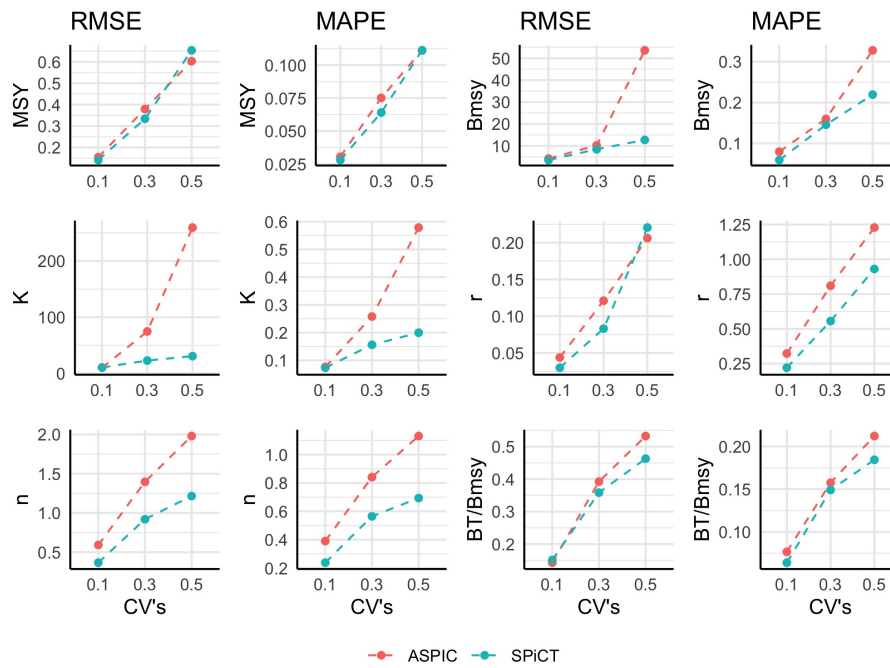 RMSE MAPE RMSE MAPE
MSY
0.6
0.5
0.4
0.3
0.2
0.1 0.3 0.5
MSY
0.100
0.075
0.050
0.025
0.1 0.3 0.5
Bmsy
50
40
30
20
10
0.1 0.3 0.5
Bmsy
0.3
0.2
0.1
0.1 0.3 0.5
K
200
100
0
0.1 0.3 0.5
K
0.6
0.5
0.4
0.3
0.2
0.1
0.1 0.3 0.5
r
0.20
0.15
0.10
0.05
0.1 0.3 0.5
r
1.25
1.00
0.75
0.50
0.25
0.1 0.3 0.5
n
2.0
1.5
1.0
0.5
0.1 0.3 0.5
CV's
n
1.0
0.8
0.6
0.4
0.2
0.1 0.3 0.5
CV's
BT/Bmsy
0.5
0.4
0.3
0.2
0.1 0.3 0.5
CV's
BT/Bmsy
0.20
0.15
0.10
0.1 0.3 0.5
CV's
ASPIC SPiCT